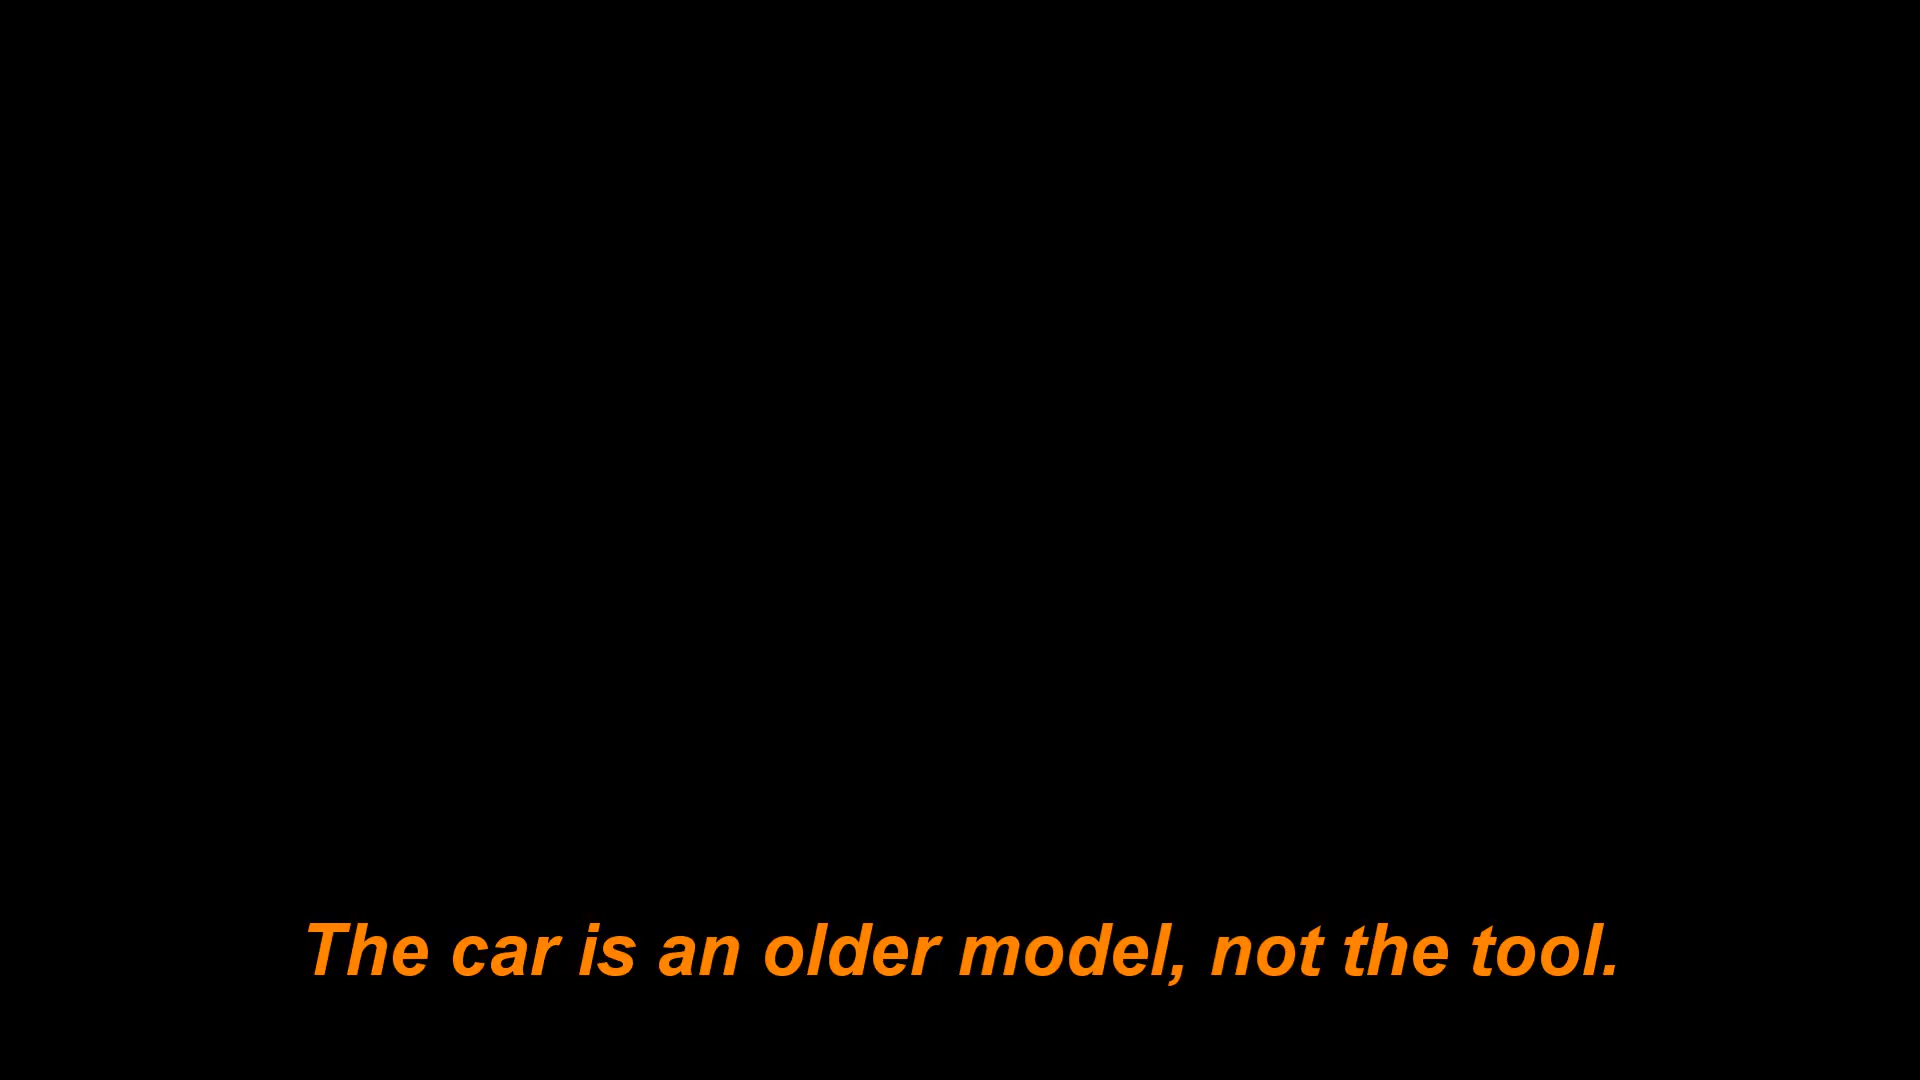 The car is an older model, not the tool.